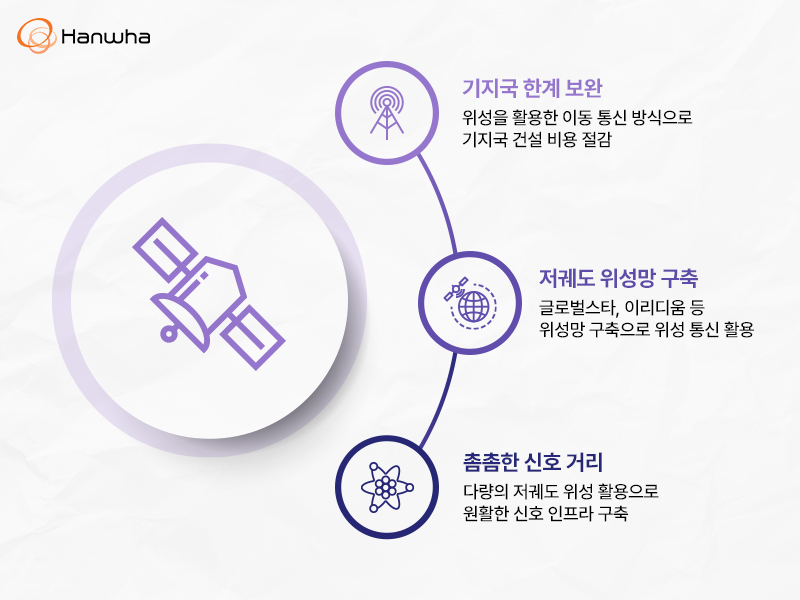 Hanwha
기지국 한계 보완
위성을 활용한 이동 통신 방식으로
기지국 건설 비용 절감
저궤도 위성망 구축
글로벌스타, 이리디움 등
위성망 구축으로 위성 통신 활용
촘촘한 신호 거리
다량의 저궤도 위성 활용으로
원활한 신호 인프라 구축